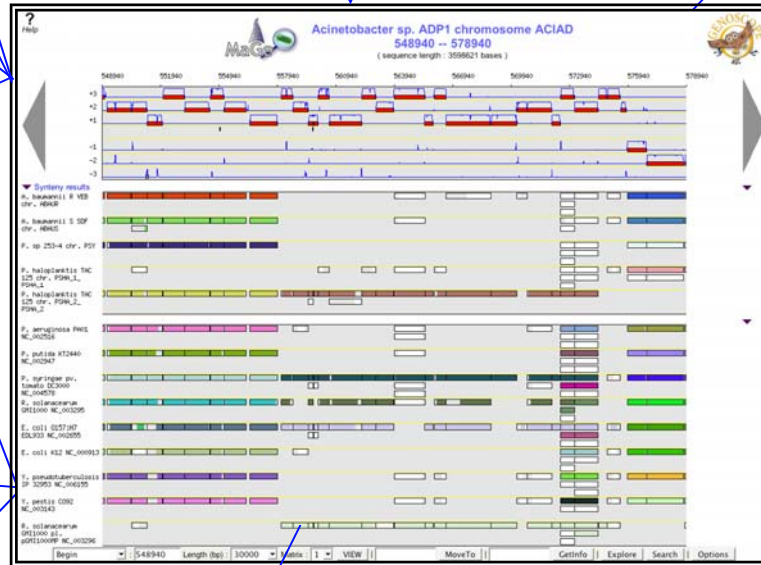 ?
Help
MaGe
Acinetobacter sp. ADP1 chromosome ACIAD
548940 -- 578940
( sequence length : 3598621 bases )
GENOSCOPE
548940 551940 554940 557940 560940 563940 566940 569940 572940 575940 578940
+3
+2
+1
-1
-2
-3
Synteny results
A. baumannii R VEB
chr. ABAUR
A. baumannii S SDF
chr. ABAUS
P. sp 253-4 chr. PSY
P. haloplanktis TAC
125 chr. PSHA_1_
PSHA_1
P. haloplanktis TAC
125 chr. PSHA_2_
PSHA_2
P. aeruginosa PAO1
NC_002516
P. putida KT2440
NC_002947
P. syringae pv.
tomato DC3000
NC_004578
R. solanacearum
GMI1000 NC_003295
E. coli O157:H7
EDL933 NC_002655
E. coli K12 NC_000913
Y. pseudotuberculosis
IP 32953 NC_006155
Y. pestis CO92
NC_003143
R. solanacearum
GMI1000 pl.
pGMI1000MP NC_003296
Begin : 548940 Length (bp) : 30000 Matrix : 1 VIEW | MoveTo | GetInfo | Explore Search | Options